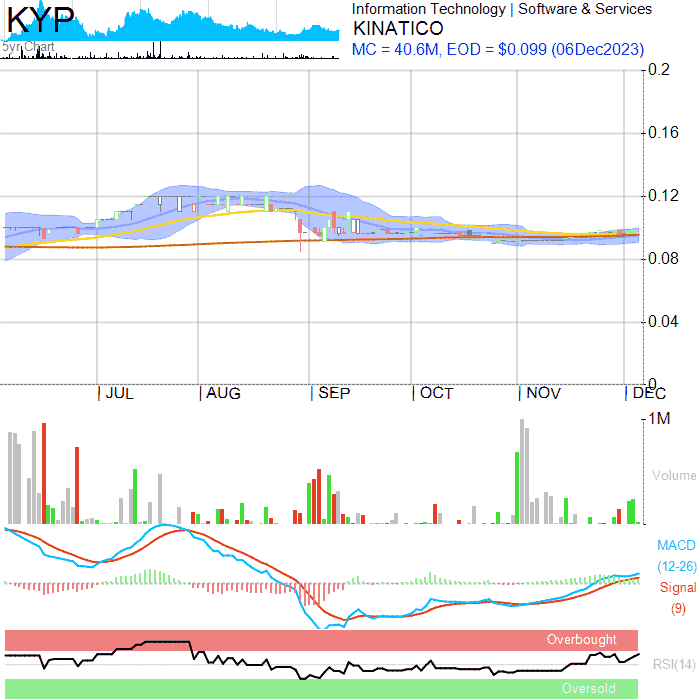 KYP
5yr Chart
Information Technology | Software & Services
KINATICO
MC = 40.6M, EOD = $0.099 (06Dec2023)
0.2
0.16
0.12
0.08
0.04
0
| JUL | AUG | SEP | OCT | NOV | DEC
1M
Volume
MACD
(12-26)
Signal
(9)
Overbought
RSI(14)
Oversold